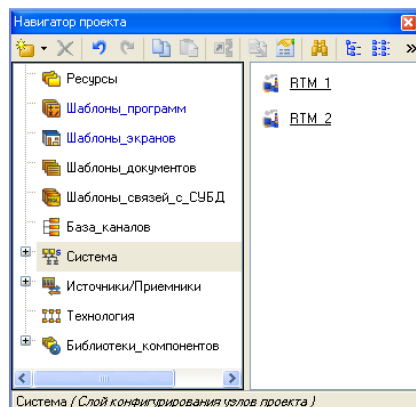 Навигатор проекта
Ресурсы
Шаблоны_программ
Шаблоны_экранов
Шаблоны_документов
Шаблоны_связей_с_СУБД
База_каналов
Система
Источники/Приемники
Технология
Библиотеки_компонентов
RTM_1
RTM_2
Система ( Слой конфигурирования узлов проекта )